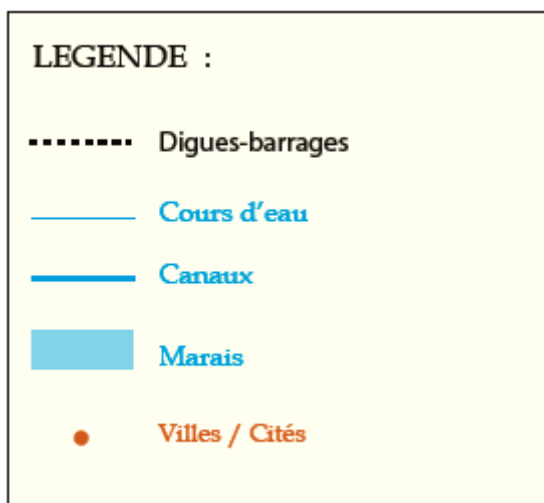 LEGENDE :
Digues-barrages
Cours d'eau
Canaux
Marais
Villes / Cités